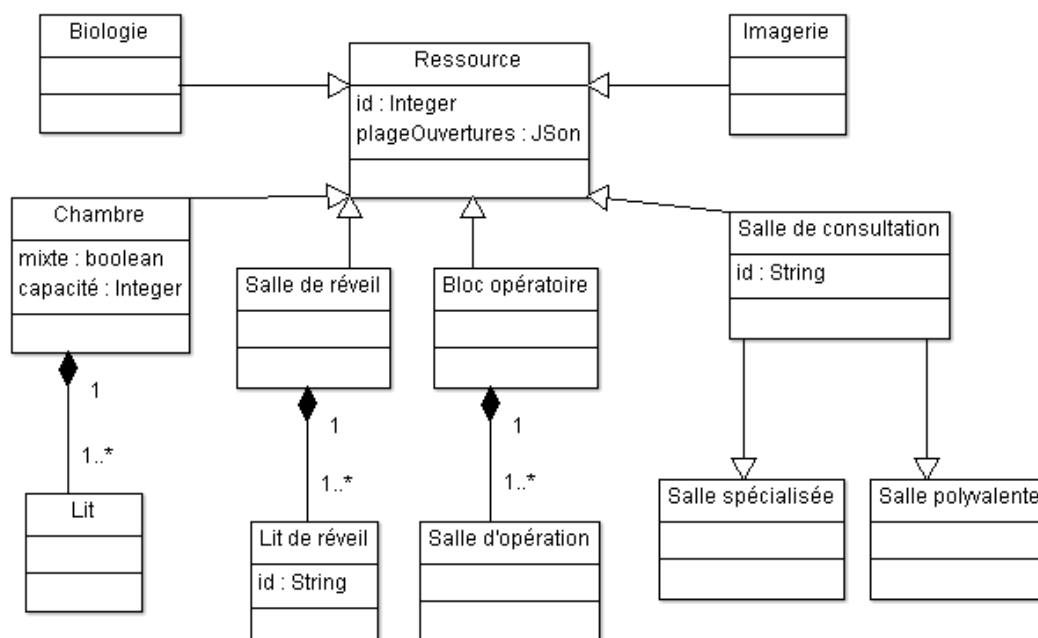 Biologie
Ressource
id : Integer
plageOuvertures : JSon
Imagerie
Chambre
mixte : boolean
capacité : Integer
Salle de réveil
Bloc opératoire
Salle de consultation
id : String
1
1..*
1
1..*
1
1..*
Lit
Lit de réveil
id : String
Salle d'opération
Salle spécialisée
Salle polyvalente